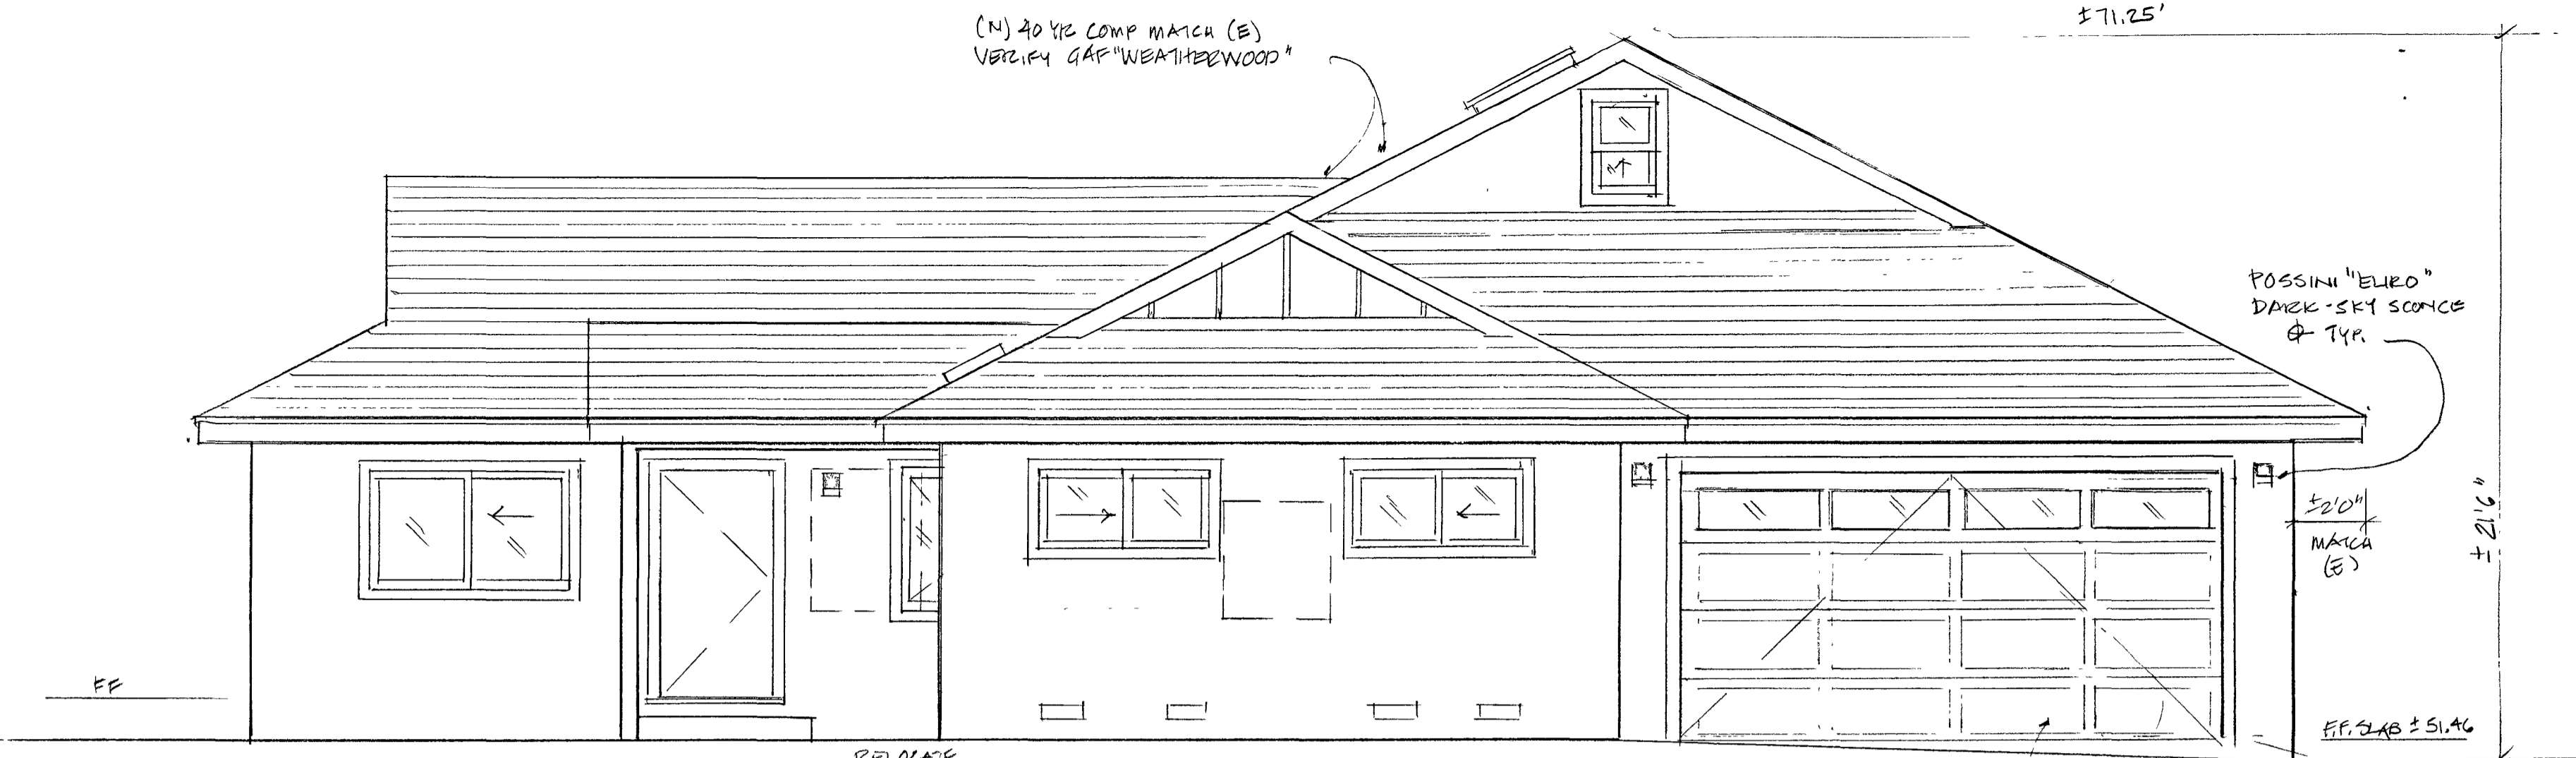 ±71.25'
(N) 40 YR COMP MATCH (E)
VERIFY GAF "WEATHERWOOD"
POSSINI "EURO"
DARK-SKY SCONCE
TYP.
±2'0"
MATCH
(E)
±21'6"
FF
F.F. SLAB ± 51.46
RELOCATE